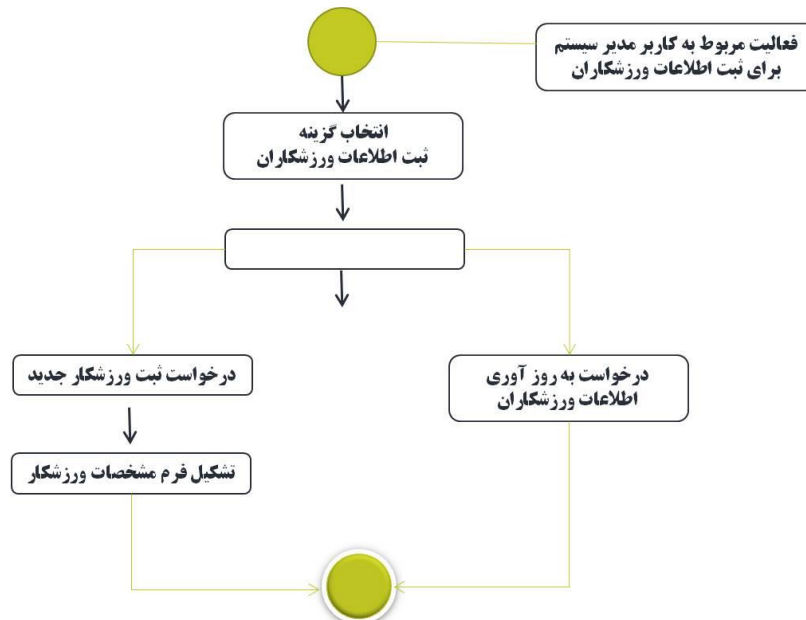 فعالیت مربوط به کاربر مدیر سیستم
برای ثبت اطلاعات ورزشکاران
انتخاب گزینه
ثبت اطلاعات ورزشکاران
درخواست ثبت ورزشکار جدید
درخواست به روز آوری
اطلاعات ورزشکاران
تشکیل فرم مشخصات ورزشکار